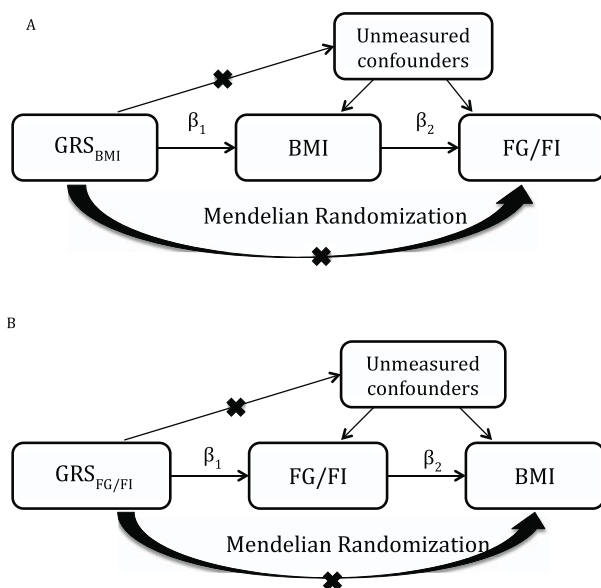 A
Unmeasured
confounders
GRS_BMI
β₁
BMI
β₂
FG/FI
Mendelian Randomization
B
Unmeasured
confounders
GRS_FG/FI
β₁
FG/FI
β₂
BMI
Mendelian Randomization